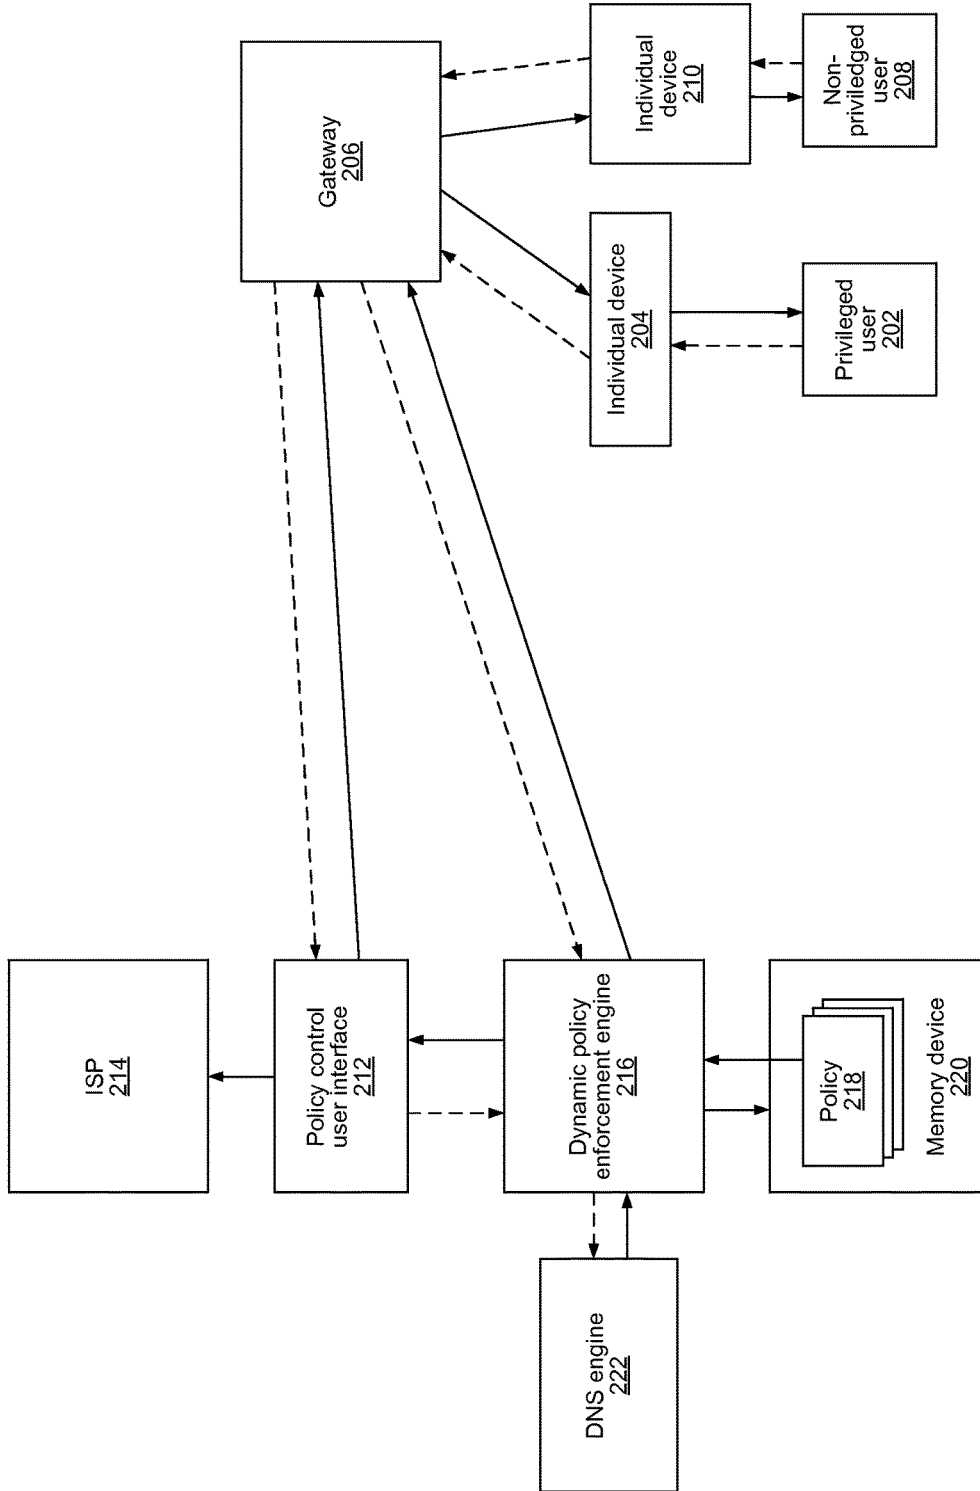 ISP
214
Policy control
user interface
212
Dynamic policy
enforcement engine
216
Policy
218
Memory device
220
DNS engine
222
Gateway
206
Individual device
204
Privileged
user
202
Individual
device
210
Non-
priviledged
user
208